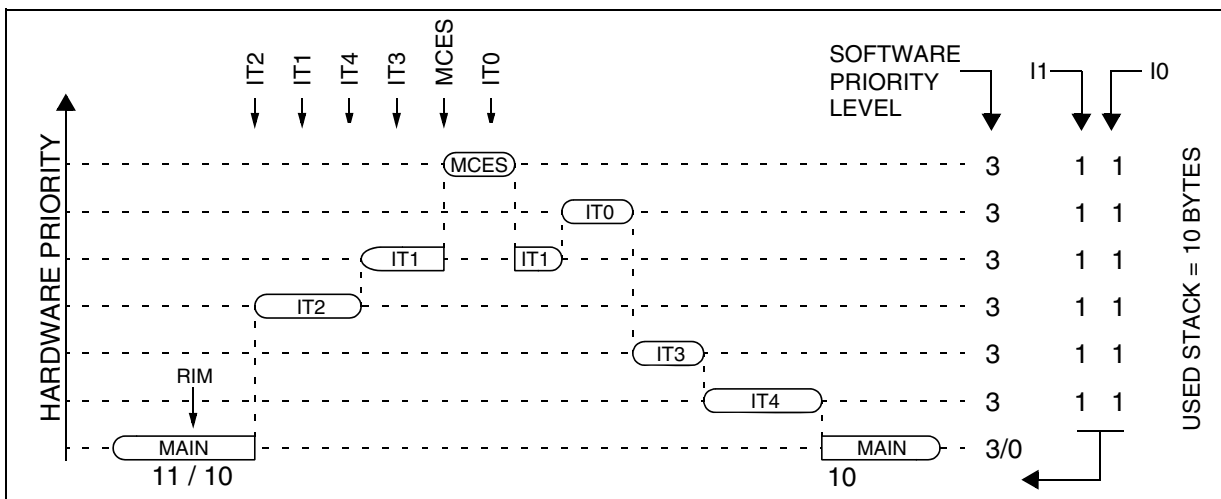 IT2
IT1
IT4
IT3
MCES
IT0
SOFTWARE
PRIORITY
LEVEL
I1
I0
HARDWARE PRIORITY
MCES
3
1 1
IT0
3
1 1
IT1
IT1
3
1 1
IT2
3
1 1
IT3
3
1 1
RIM
IT4
3
1 1
MAIN
MAIN
3/0
11 / 10
10
USED STACK = 10 BYTES